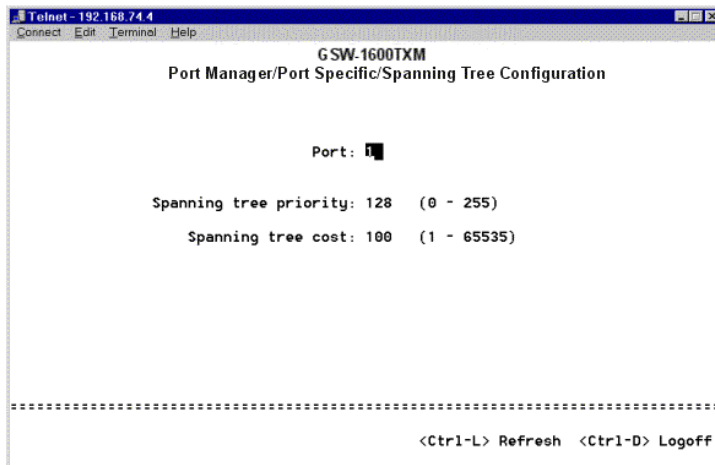 Telnet - 192.168.74.4
Connect Edit Terminal Help
GSW-1600TXM
Port Manager/Port Specific/Spanning Tree Configuration
Port: 1
Spanning tree priority: 128 (0 - 255)
Spanning tree cost: 100 (1 - 65535)
<Ctrl-L> Refresh <Ctrl-D> Logoff